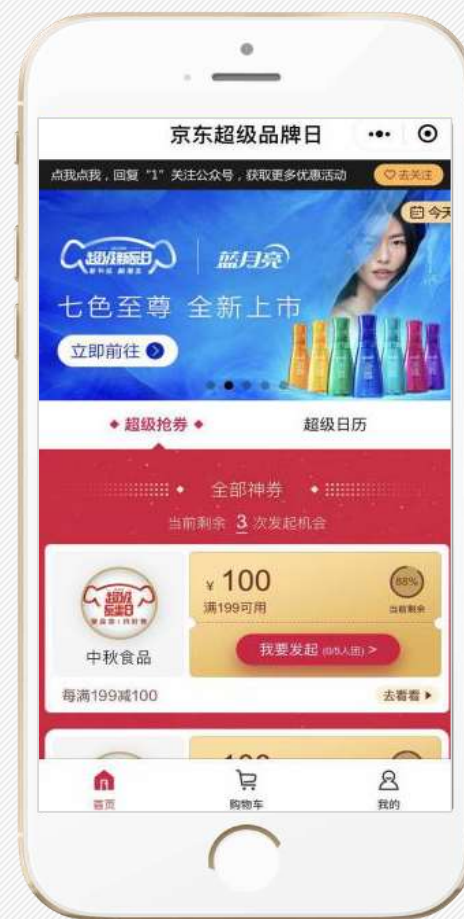 京东超级品牌日
点我点我，回复“1”关注公众号，获取更多优惠活动
去关注
今天
蓝月亮
七色至尊 全新上市
立即前往
超级抢券
超级日历
全部神券
当前剩余 3 次发起机会
超级
品牌日
中秋食品
¥ 100
满199可用
88%
当前剩余
我要发起 (0/5人团) >
每满199减100
去看看
100
首页
购物车
我的